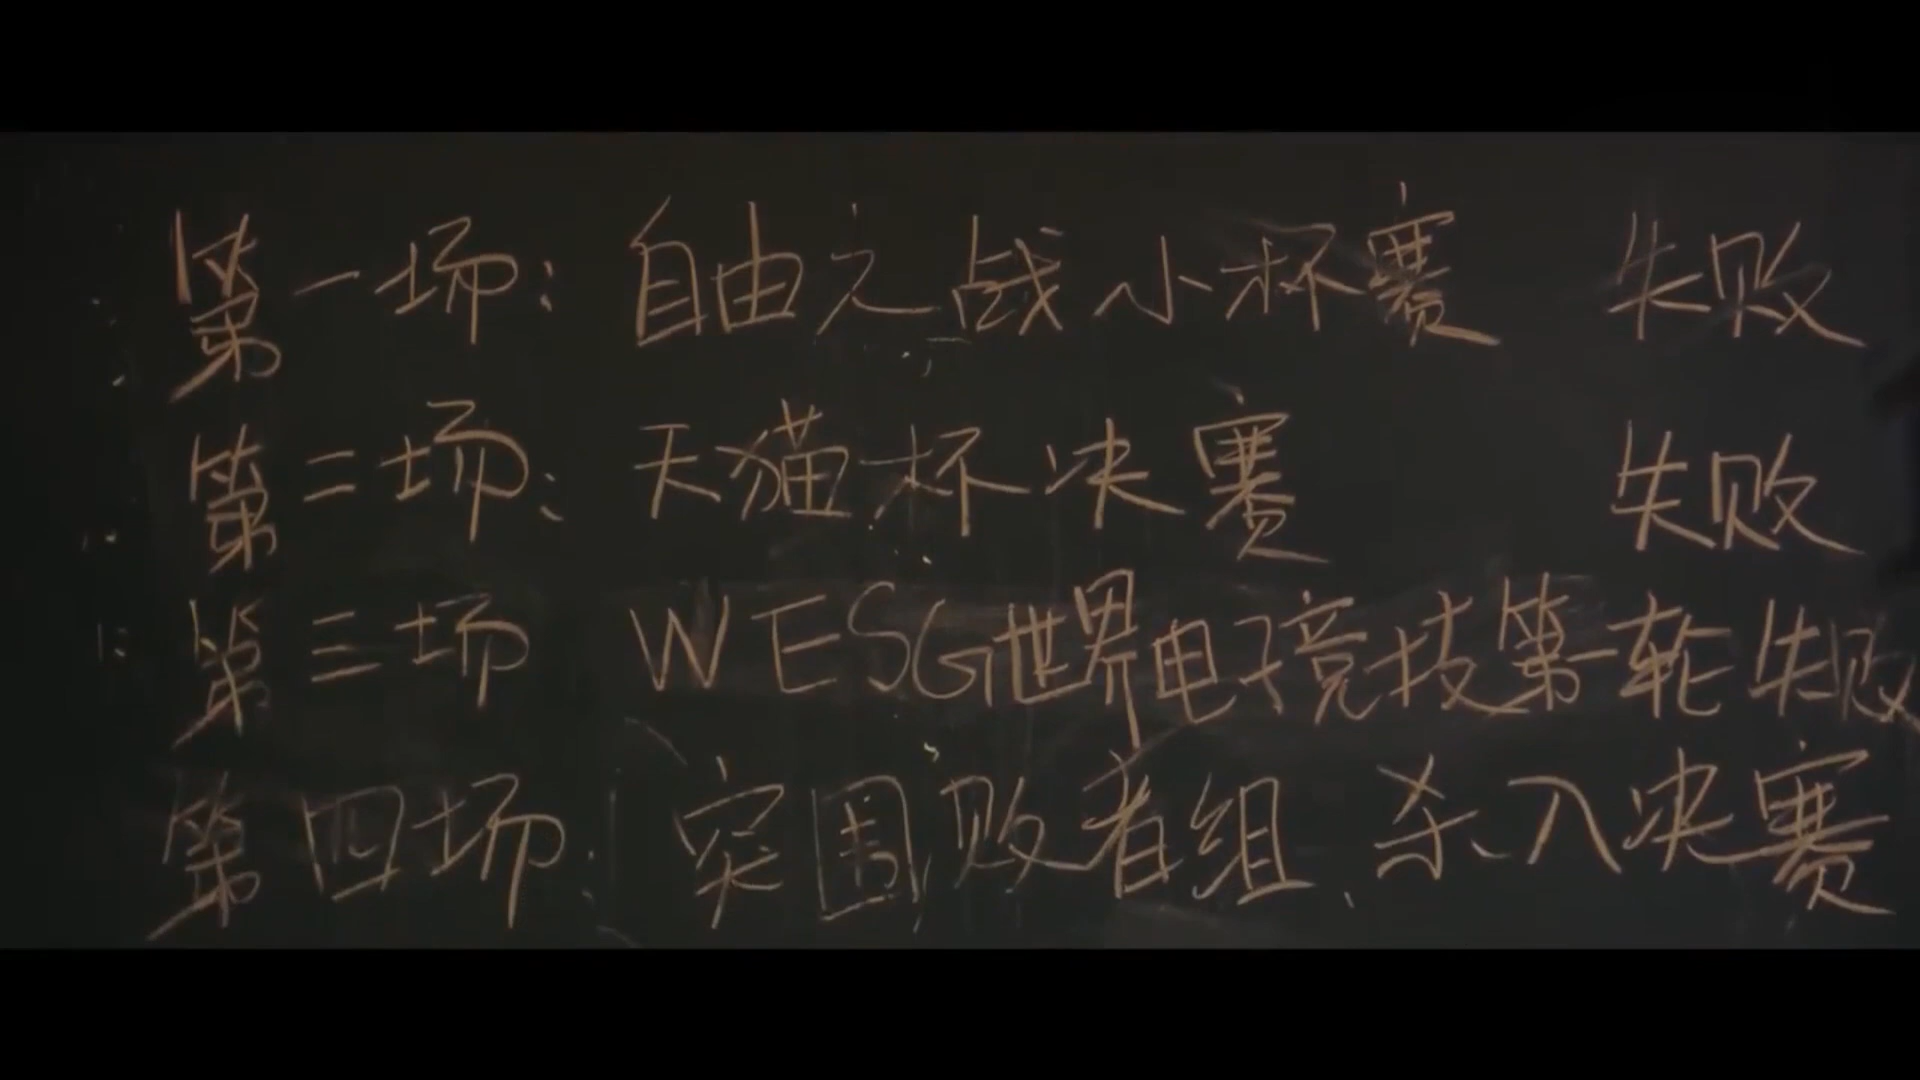 第一场：自由之战小杯赛 失败
第二场：天猫杯决赛 失败
第三场 WESG世界电子竞技第一轮失败
第四场：突围败者组、杀入决赛